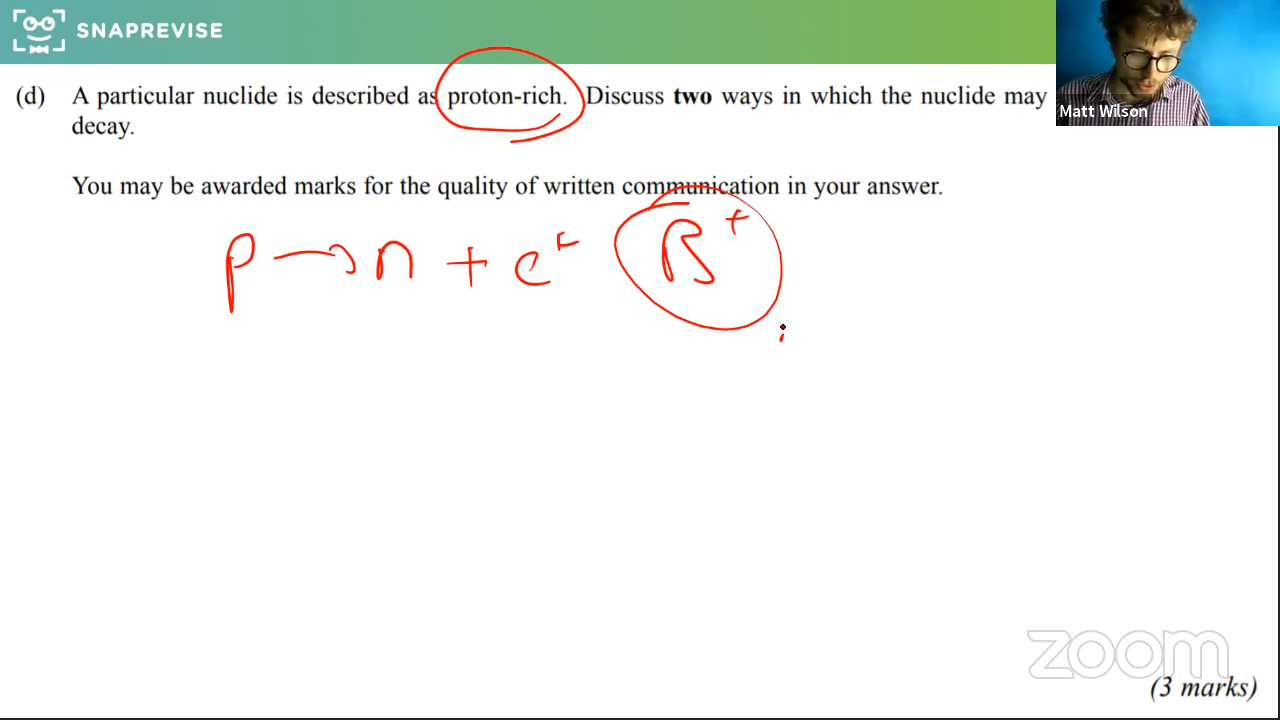 SNAPREVISE
(d) A particular nuclide is described as proton-rich. Discuss two ways in which the nuclide may
decay.
Matt Wilson
You may be awarded marks for the quality of written communication in your answer.
p → n + e⁺ β⁺
zoom
(3 marks)